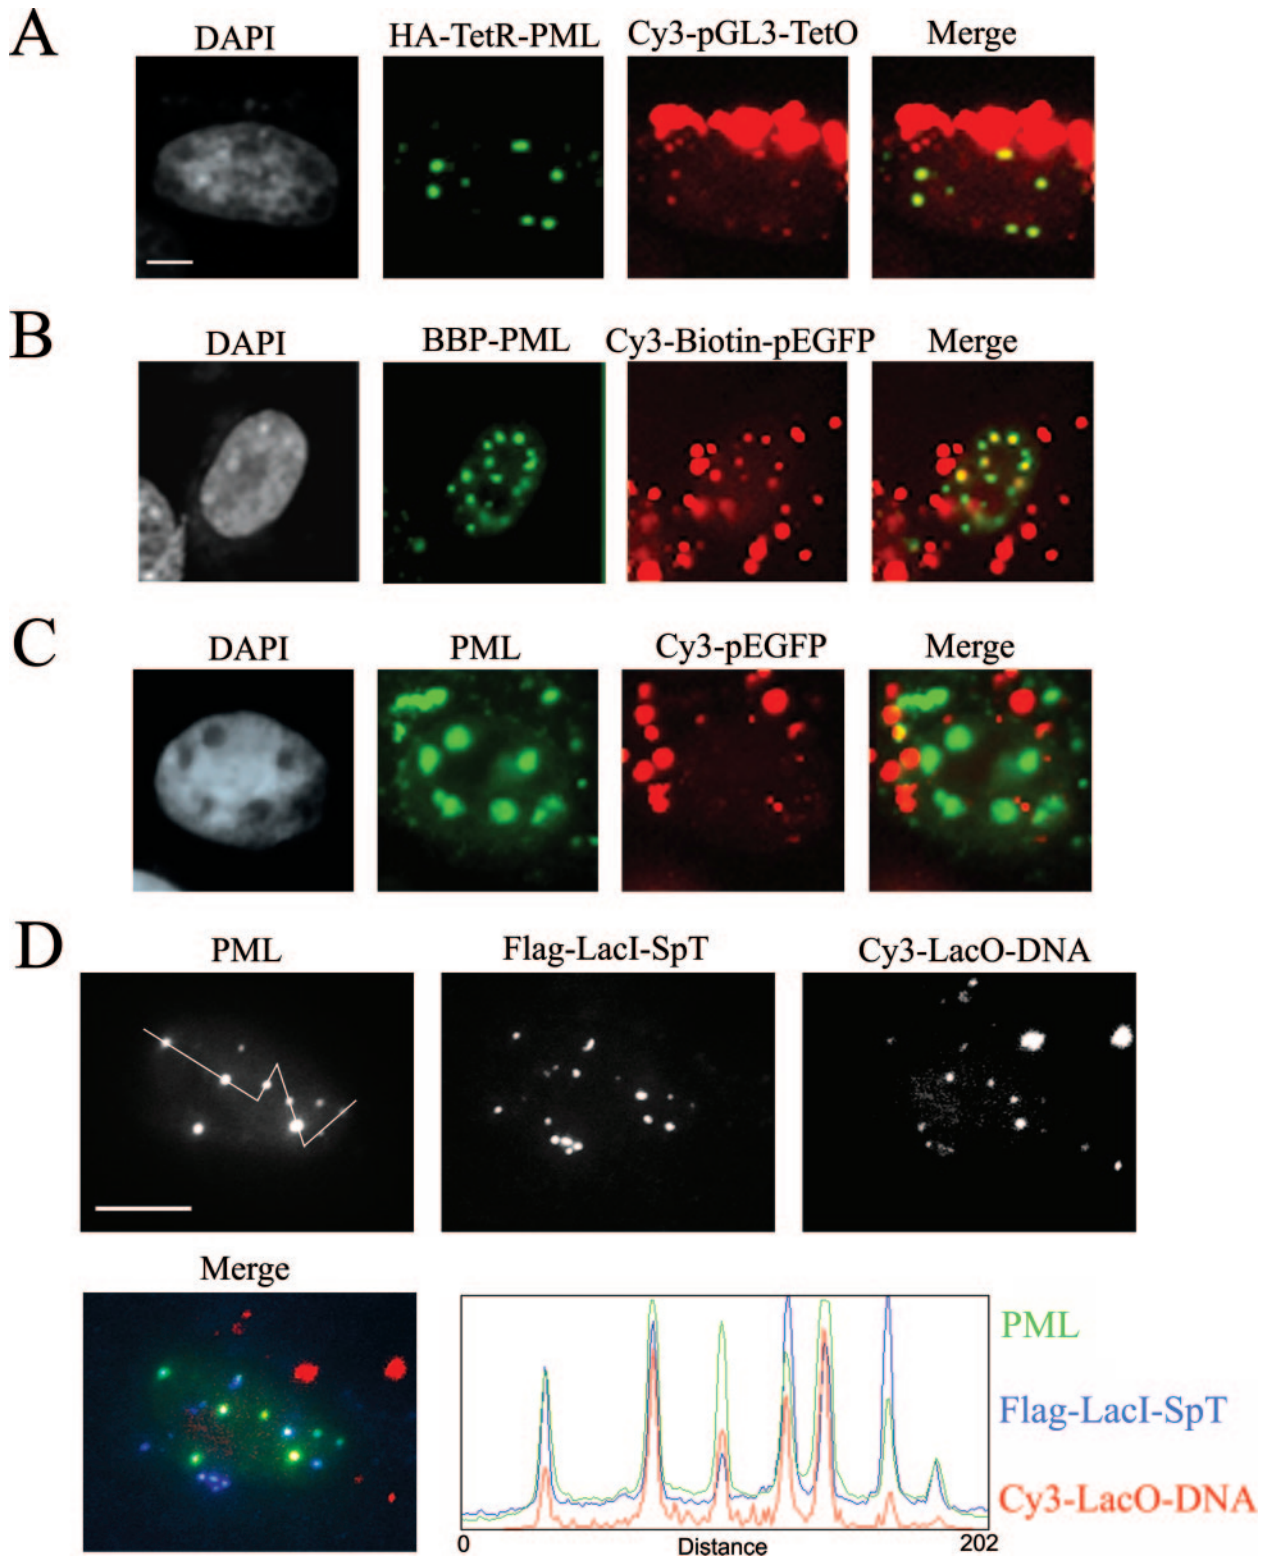 A
DAPI HA-TetR-PML Cy3-pGL3-TetO Merge
B
DAPI BBP-PML Cy3-Biotin-pEGFP Merge
C
DAPI PML Cy3-pEGFP Merge
D
PML Flag-LacI-SpT Cy3-LacO-DNA
Merge
PML
Flag-LacI-SpT
Cy3-LacO-DNA
0 Distance 202